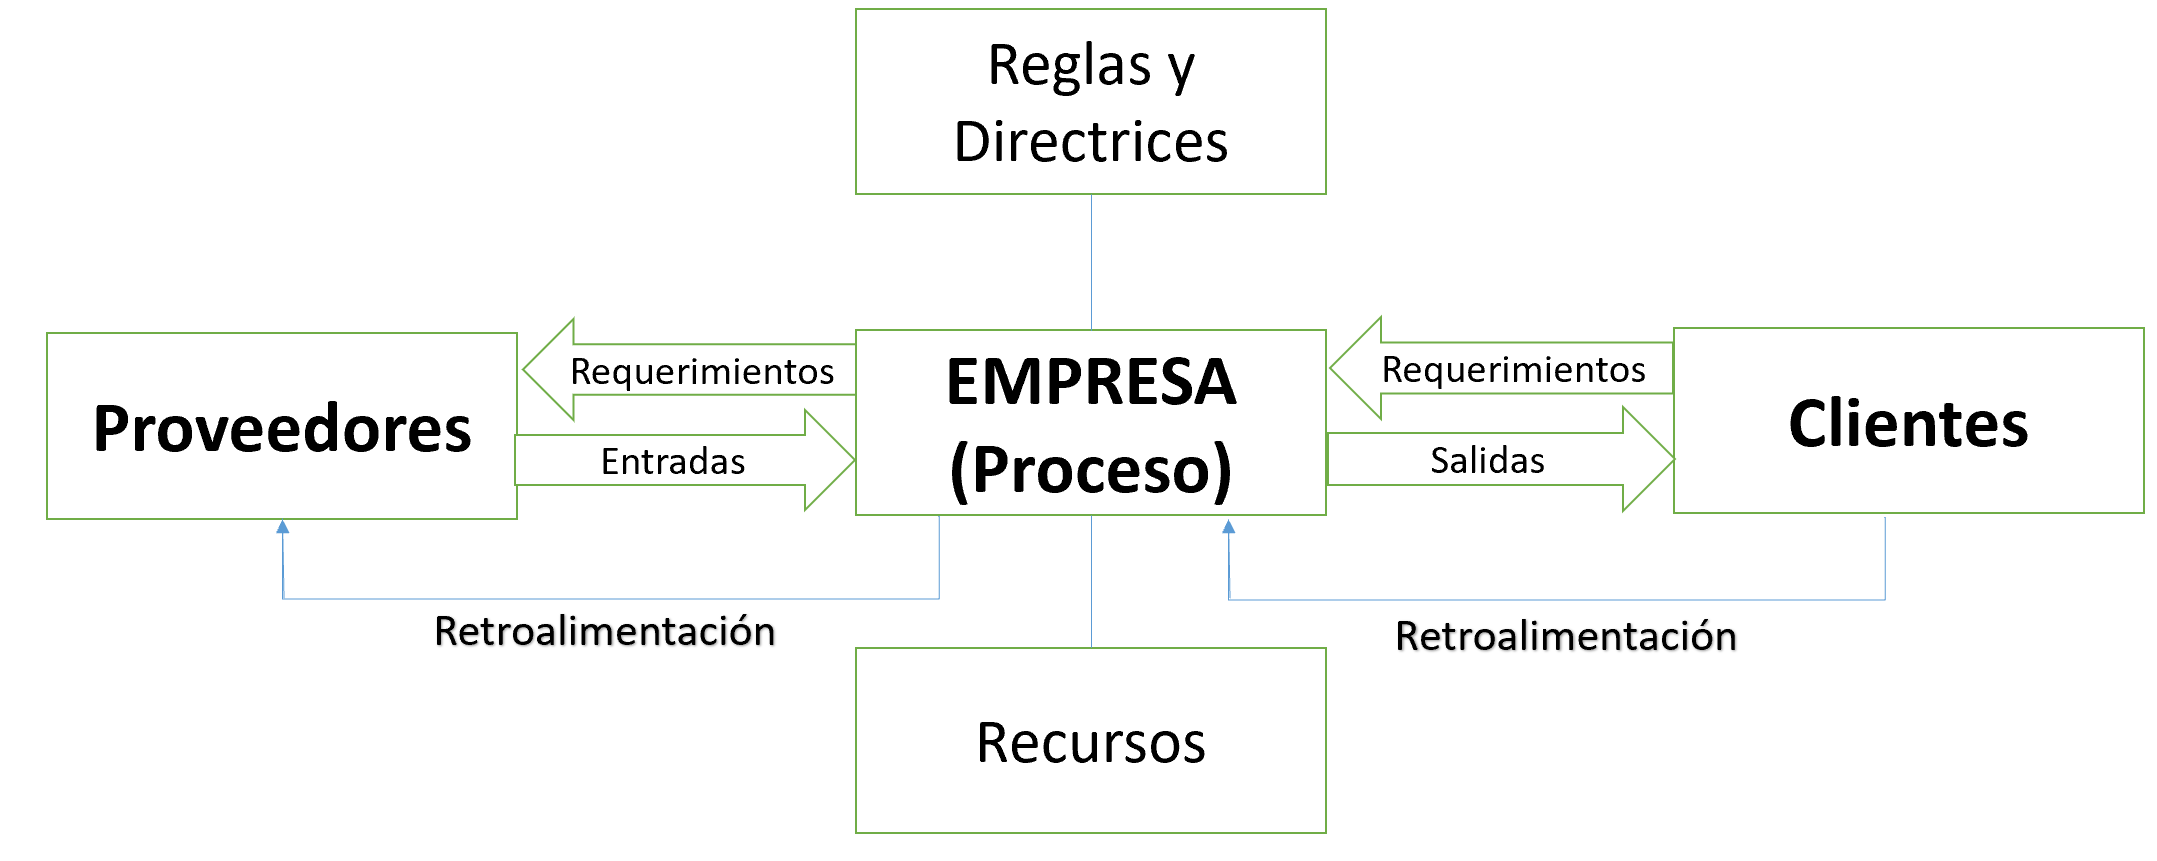 Reglas y
Directrices
Proveedores
Requerimientos
Entradas
EMPRESA
(Proceso)
Requerimientos
Salidas
Clientes
Retroalimentación
Retroalimentación
Recursos